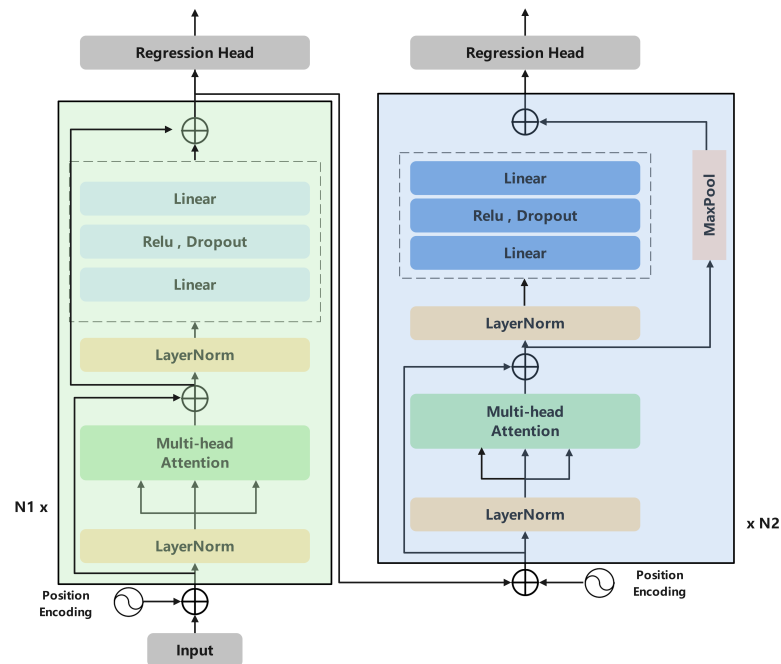 Regression Head
Linear
Relu , Dropout
Linear
LayerNorm
Multi-head
Attention
LayerNorm
N1 x
Position
Encoding
Input
Regression Head
Linear
Relu , Dropout
Linear
MaxPool
LayerNorm
Multi-head
Attention
LayerNorm
x N2
Position
Encoding